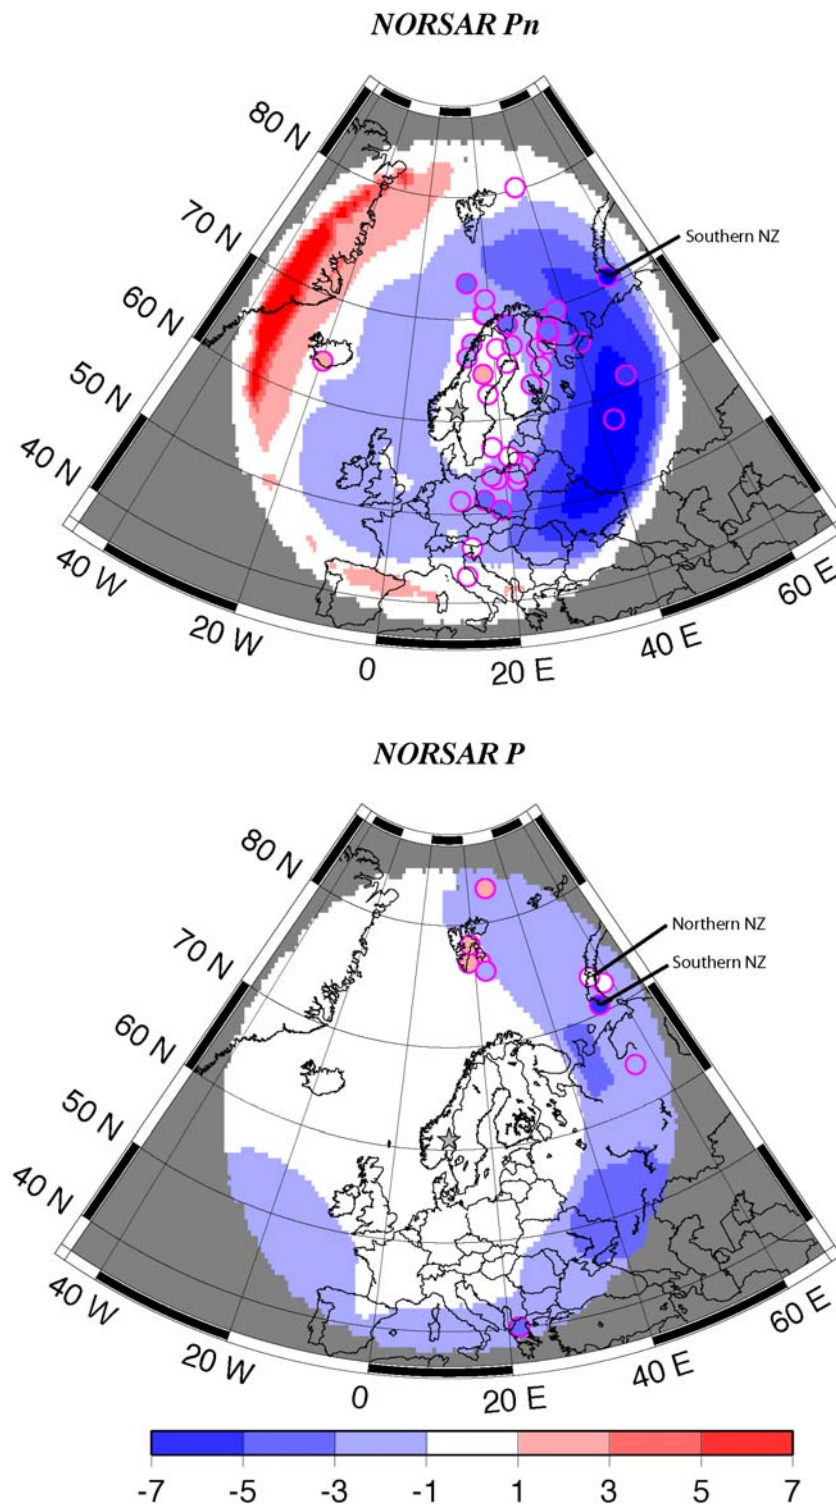 NORSAR Pn
80 N
70 N
60 N
50 N
40 N
40 W
20 W
0
20 E
40 E
60 E
Southern NZ
NORSAR P
80 N
70 N
60 N
50 N
40 N
40 W
20 W
0
20 E
40 E
60 E
Northern NZ
Southern NZ
-7 -5 -3 -1 1 3 5 7